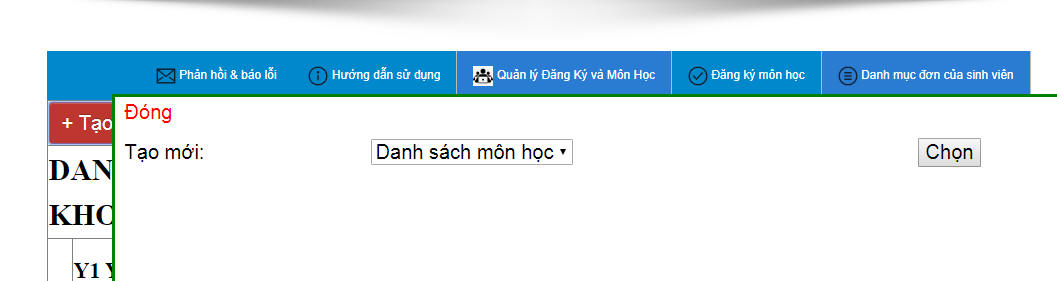 Phản hồi & báo lỗi
Hướng dẫn sử dụng
Quản lý Đăng Ký và Môn Học
Đăng ký môn học
Danh mục đơn của sinh viên
+ Tạo
Đóng
Tạo mới:
Danh sách môn học
Chọn
DAN
KHO
Y1 Y